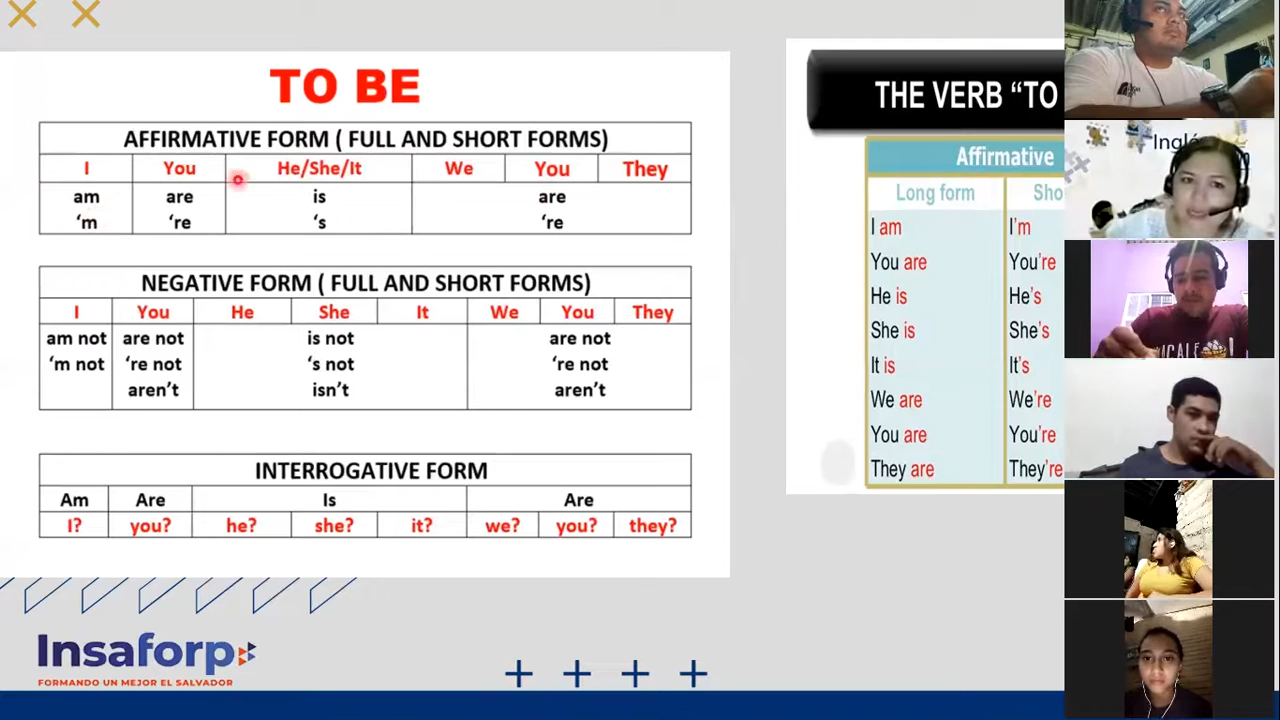 TO BE
AFFIRMATIVE FORM ( FULL AND SHORT FORMS)
I You He/She/It We You They
am are is are
‘m ‘re ‘s ‘re
NEGATIVE FORM ( FULL AND SHORT FORMS)
I You He She It We You They
am not are not is not are not
‘m not ‘re not ‘s not ‘re not
aren’t isn’t aren’t
INTERROGATIVE FORM
Am Are Is Are
I? you? he? she? it? we? you? they?
Insaforp
FORMANDO UN MEJOR EL SALVADOR
THE VERB “TO
Affirmative
Long form Sho
I am I’m
You are You’re
He is He’s
She is She’s
It is It’s
We are We’re
You are You’re
They are They’re